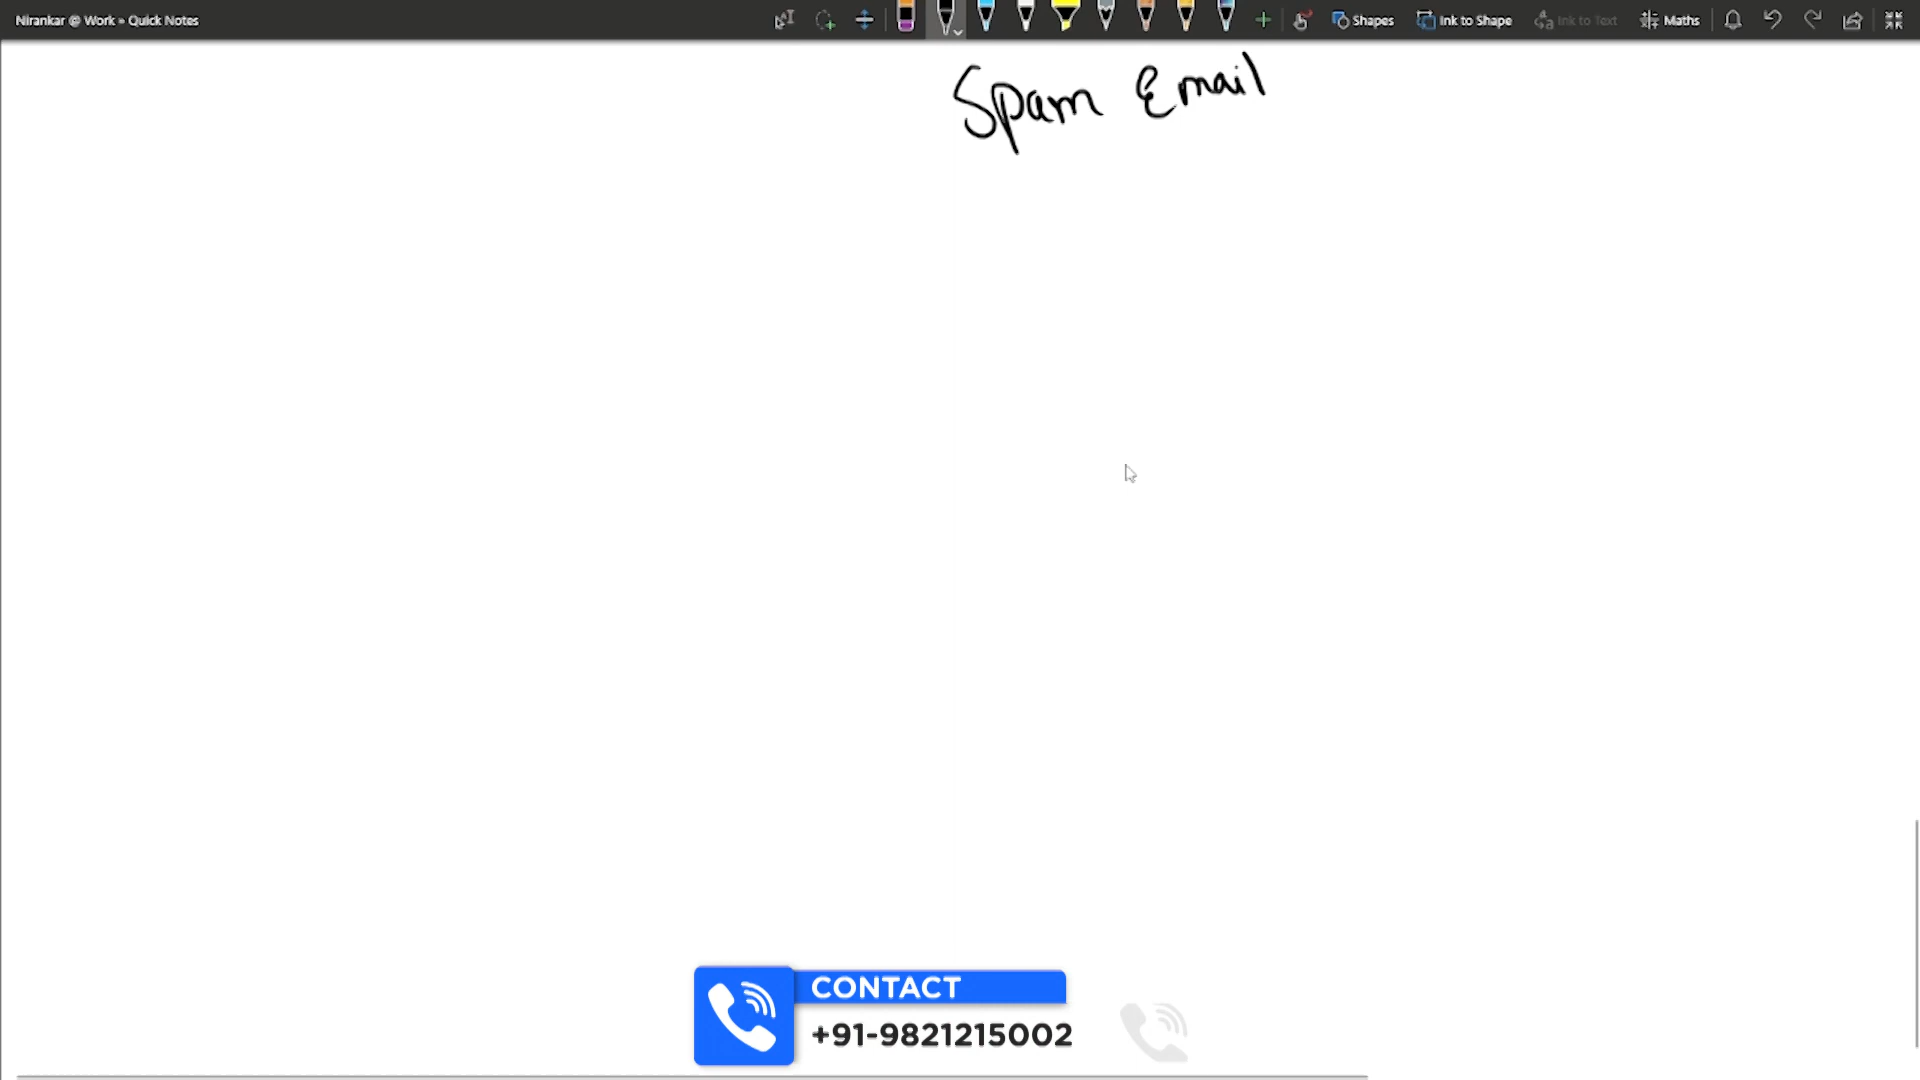 Nirankar @ Work » Quick Notes
Shapes
Ink to Shape
Ink to Text
Maths
Spam Email
CONTACT
+91-9821215002